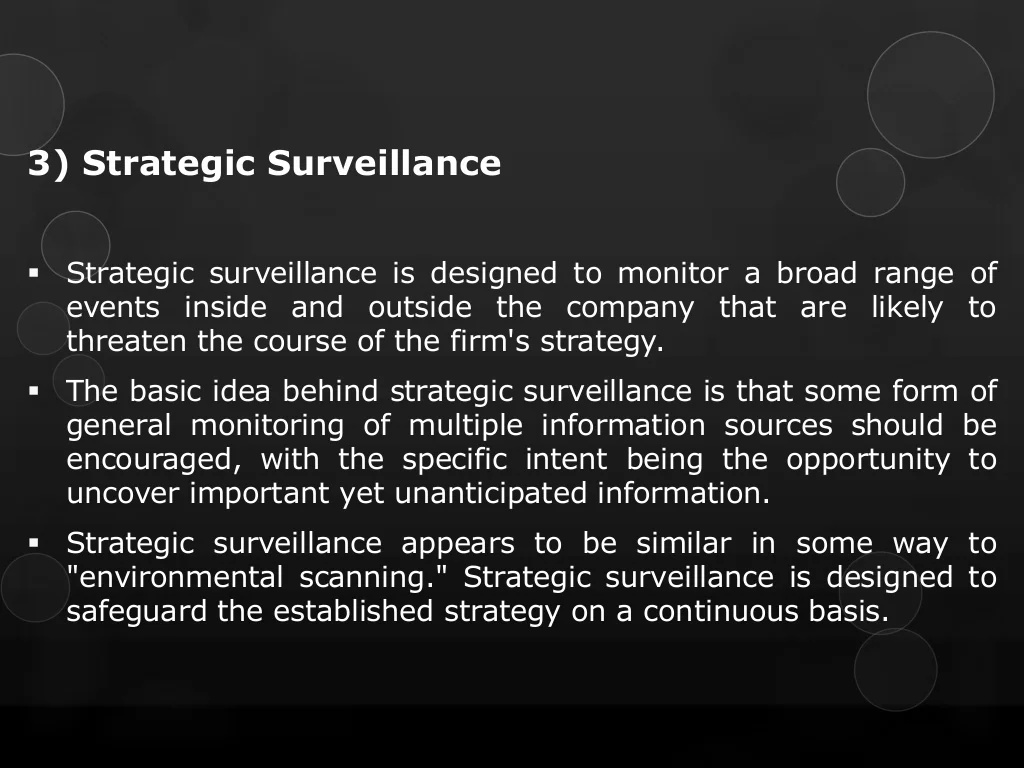 3) Strategic Surveillance
▪ Strategic surveillance is designed to monitor a broad range of
events inside and outside the company that are likely to
threaten the course of the firm's strategy.
▪ The basic idea behind strategic surveillance is that some form of
general monitoring of multiple information sources should be
encouraged, with the specific intent being the opportunity to
uncover important yet unanticipated information.
▪ Strategic surveillance appears to be similar in some way to
"environmental scanning." Strategic surveillance is designed to
safeguard the established strategy on a continuous basis.